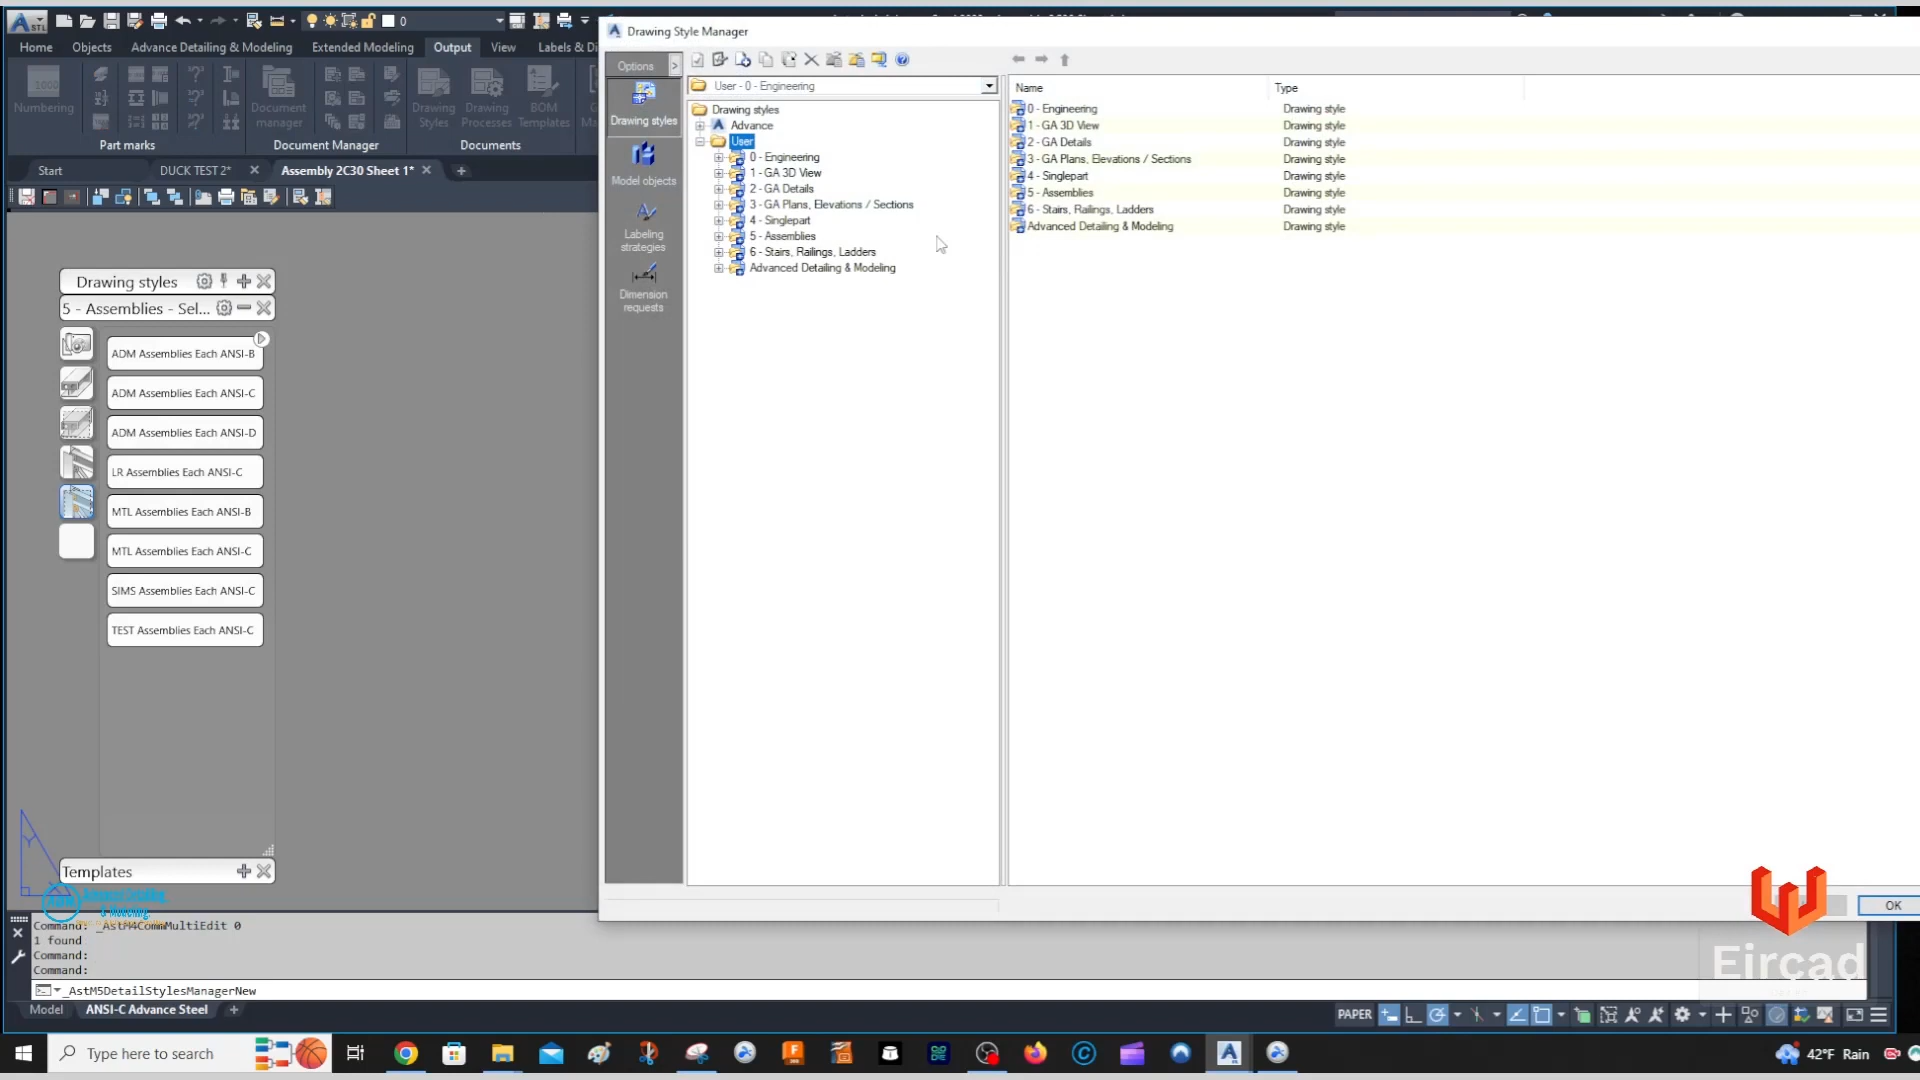 0
Drawing Style Manager
Home
Objects
Advance Detailing & Modeling
Extended Modeling
Output
View
Labels & Di
Options
User - 0 - Engineering
Numbering
Document
manager
Drawing
Styles
Drawing
Processes
BOM
Templates
Part marks
Document Manager
Documents
Start
DUCK TEST 2*
Assembly 2C30 Sheet 1*
Drawing styles
Model objects
Labeling
strategies
Dimension
requests
Drawing styles
Advance
User
0 - Engineering
1 - GA 3D View
2 - GA Details
3 - GA Plans, Elevations / Sections
4 - Singlepart
5 - Assemblies
6 - Stairs, Railings, Ladders
Advanced Detailing & Modeling
Name Type
0 - Engineering Drawing style
1 - GA 3D View Drawing style
2 - GA Details Drawing style
3 - GA Plans, Elevations / Sections Drawing style
4 - Singlepart Drawing style
5 - Assemblies Drawing style
6 - Stairs, Railings, Ladders Drawing style
Advanced Detailing & Modeling Drawing style
Drawing styles
5 - Assemblies - Sel...
ADM Assemblies Each ANSI-B
ADM Assemblies Each ANSI-C
ADM Assemblies Each ANSI-D
LR Assemblies Each ANSI-C
MTL Assemblies Each ANSI-B
MTL Assemblies Each ANSI-C
SIMS Assemblies Each ANSI-C
TEST Assemblies Each ANSI-C
Templates
OK
Eircad
Command: _AstM4CommMultiEdit 0
1 found
Command:
Command:
_AstM5DetailStylesManagerNew
Model
ANSI-C Advance Steel
PAPER
Type here to search
42°F Rain